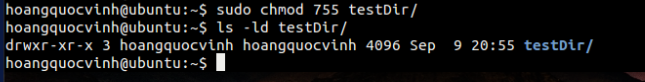 hoangquocvinh@ubuntu:~$ sudo chmod 755 testDir/
hoangquocvinh@ubuntu:~$ ls -ld testDir/
drwxr-xr-x 3 hoangquocvinh hoangquocvinh 4096 Sep  9 20:55 testDir/
hoangquocvinh@ubuntu:~$